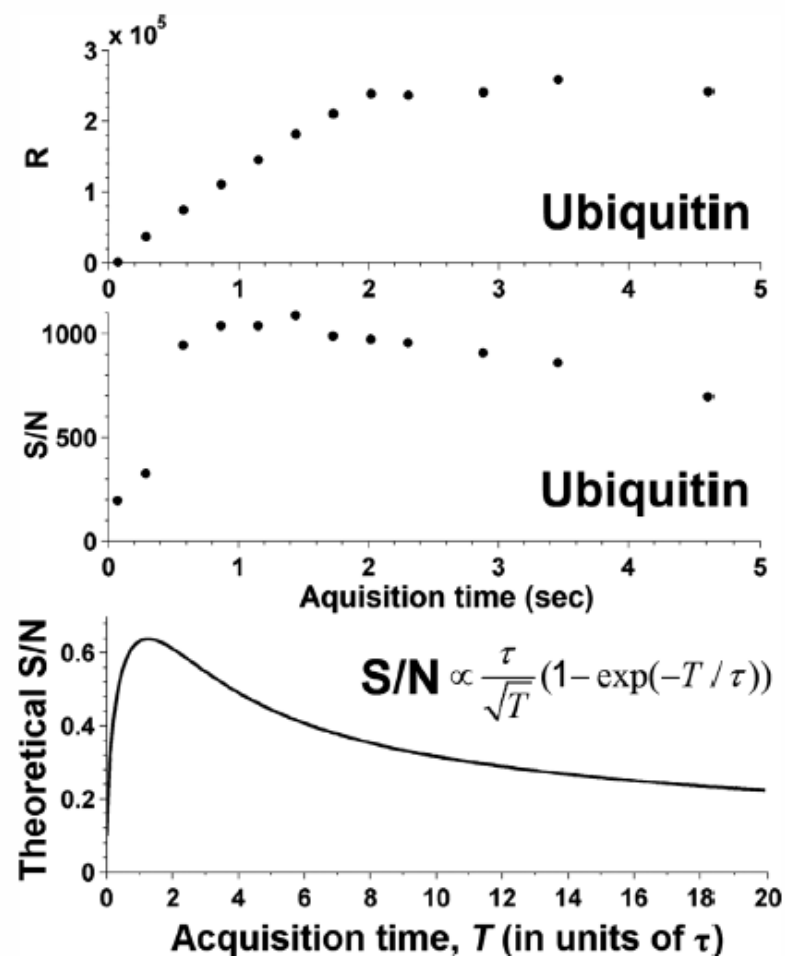 x 10⁵
3
2
1
0
R
Ubiquitin
0 1 2 3 4 5
1000
500
0
S/N
Ubiquitin
0 1 2 3 4 5
Aquisition time (sec)
0.6
0.4
0.2
0
Theoretical S/N
S/N ∝ τ/√T (1– exp(–T / τ))
0 2 4 6 8 10 12 14 16 18 20
Acquisition time, T (in units of τ)